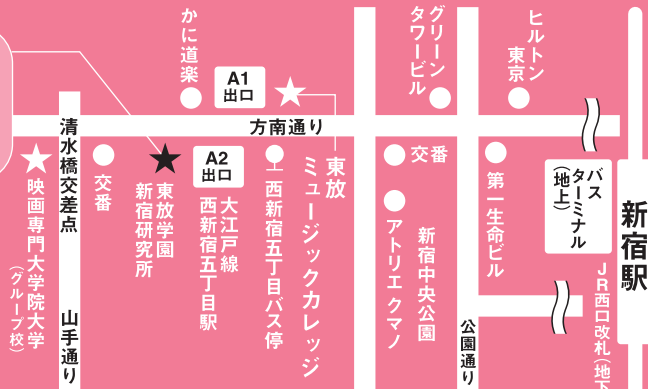 かに道楽
A1
出口
グリーン
タワービル
ヒルトン
東京
方南通り
清水橋交差点
交番
東放学園
新宿研究所
A2
出口
大江戸線
西新宿五丁目駅
西新宿五丁目バス停
東放
ミュージックカレッジ
交番
アトリエ クマノ
新宿中央公園
第一生命ビル
バス
ターミナル
(地上)
新宿駅
JR西口改札(地下
映画専門大学院大学
(グループ校)
山手通り
公園通り